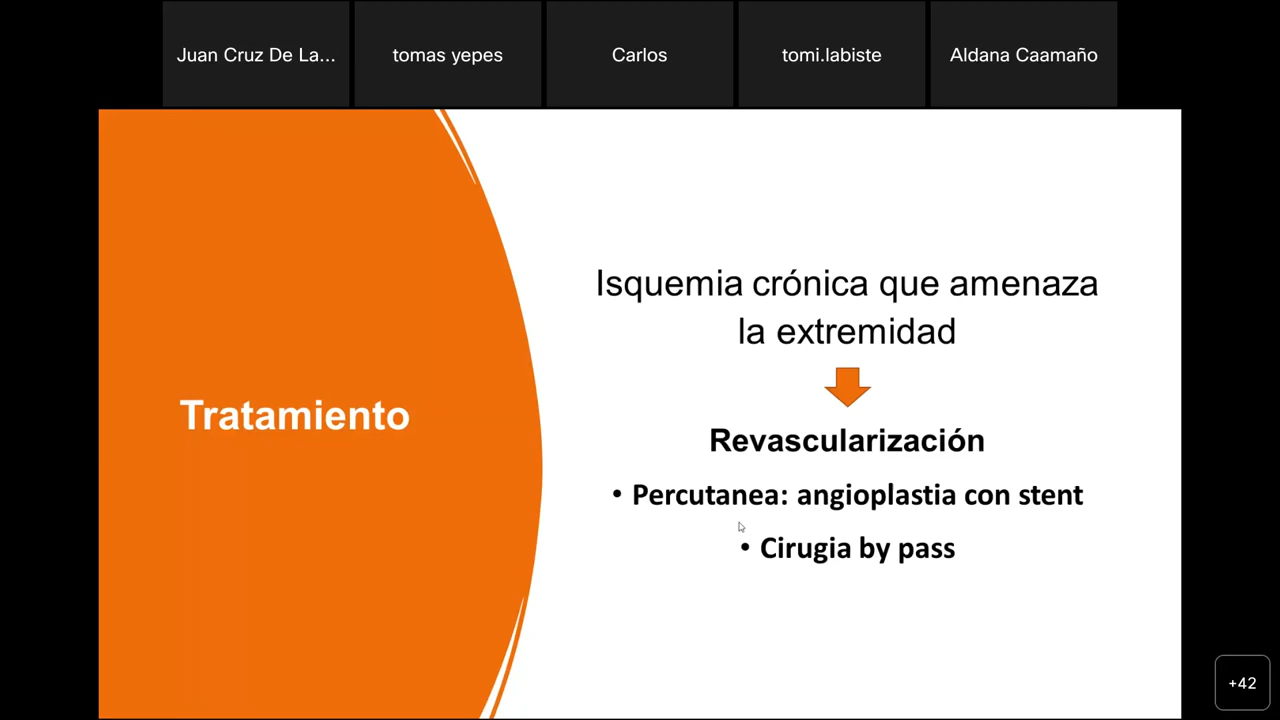 Juan Cruz De La...
tomas yepes
Carlos
tomi.labiste
Aldana Caamaño
Tratamiento
Isquemia crónica que amenaza
la extremidad
Revascularización
• Percutanea: angioplastia con stent
• Cirugia by pass
+42